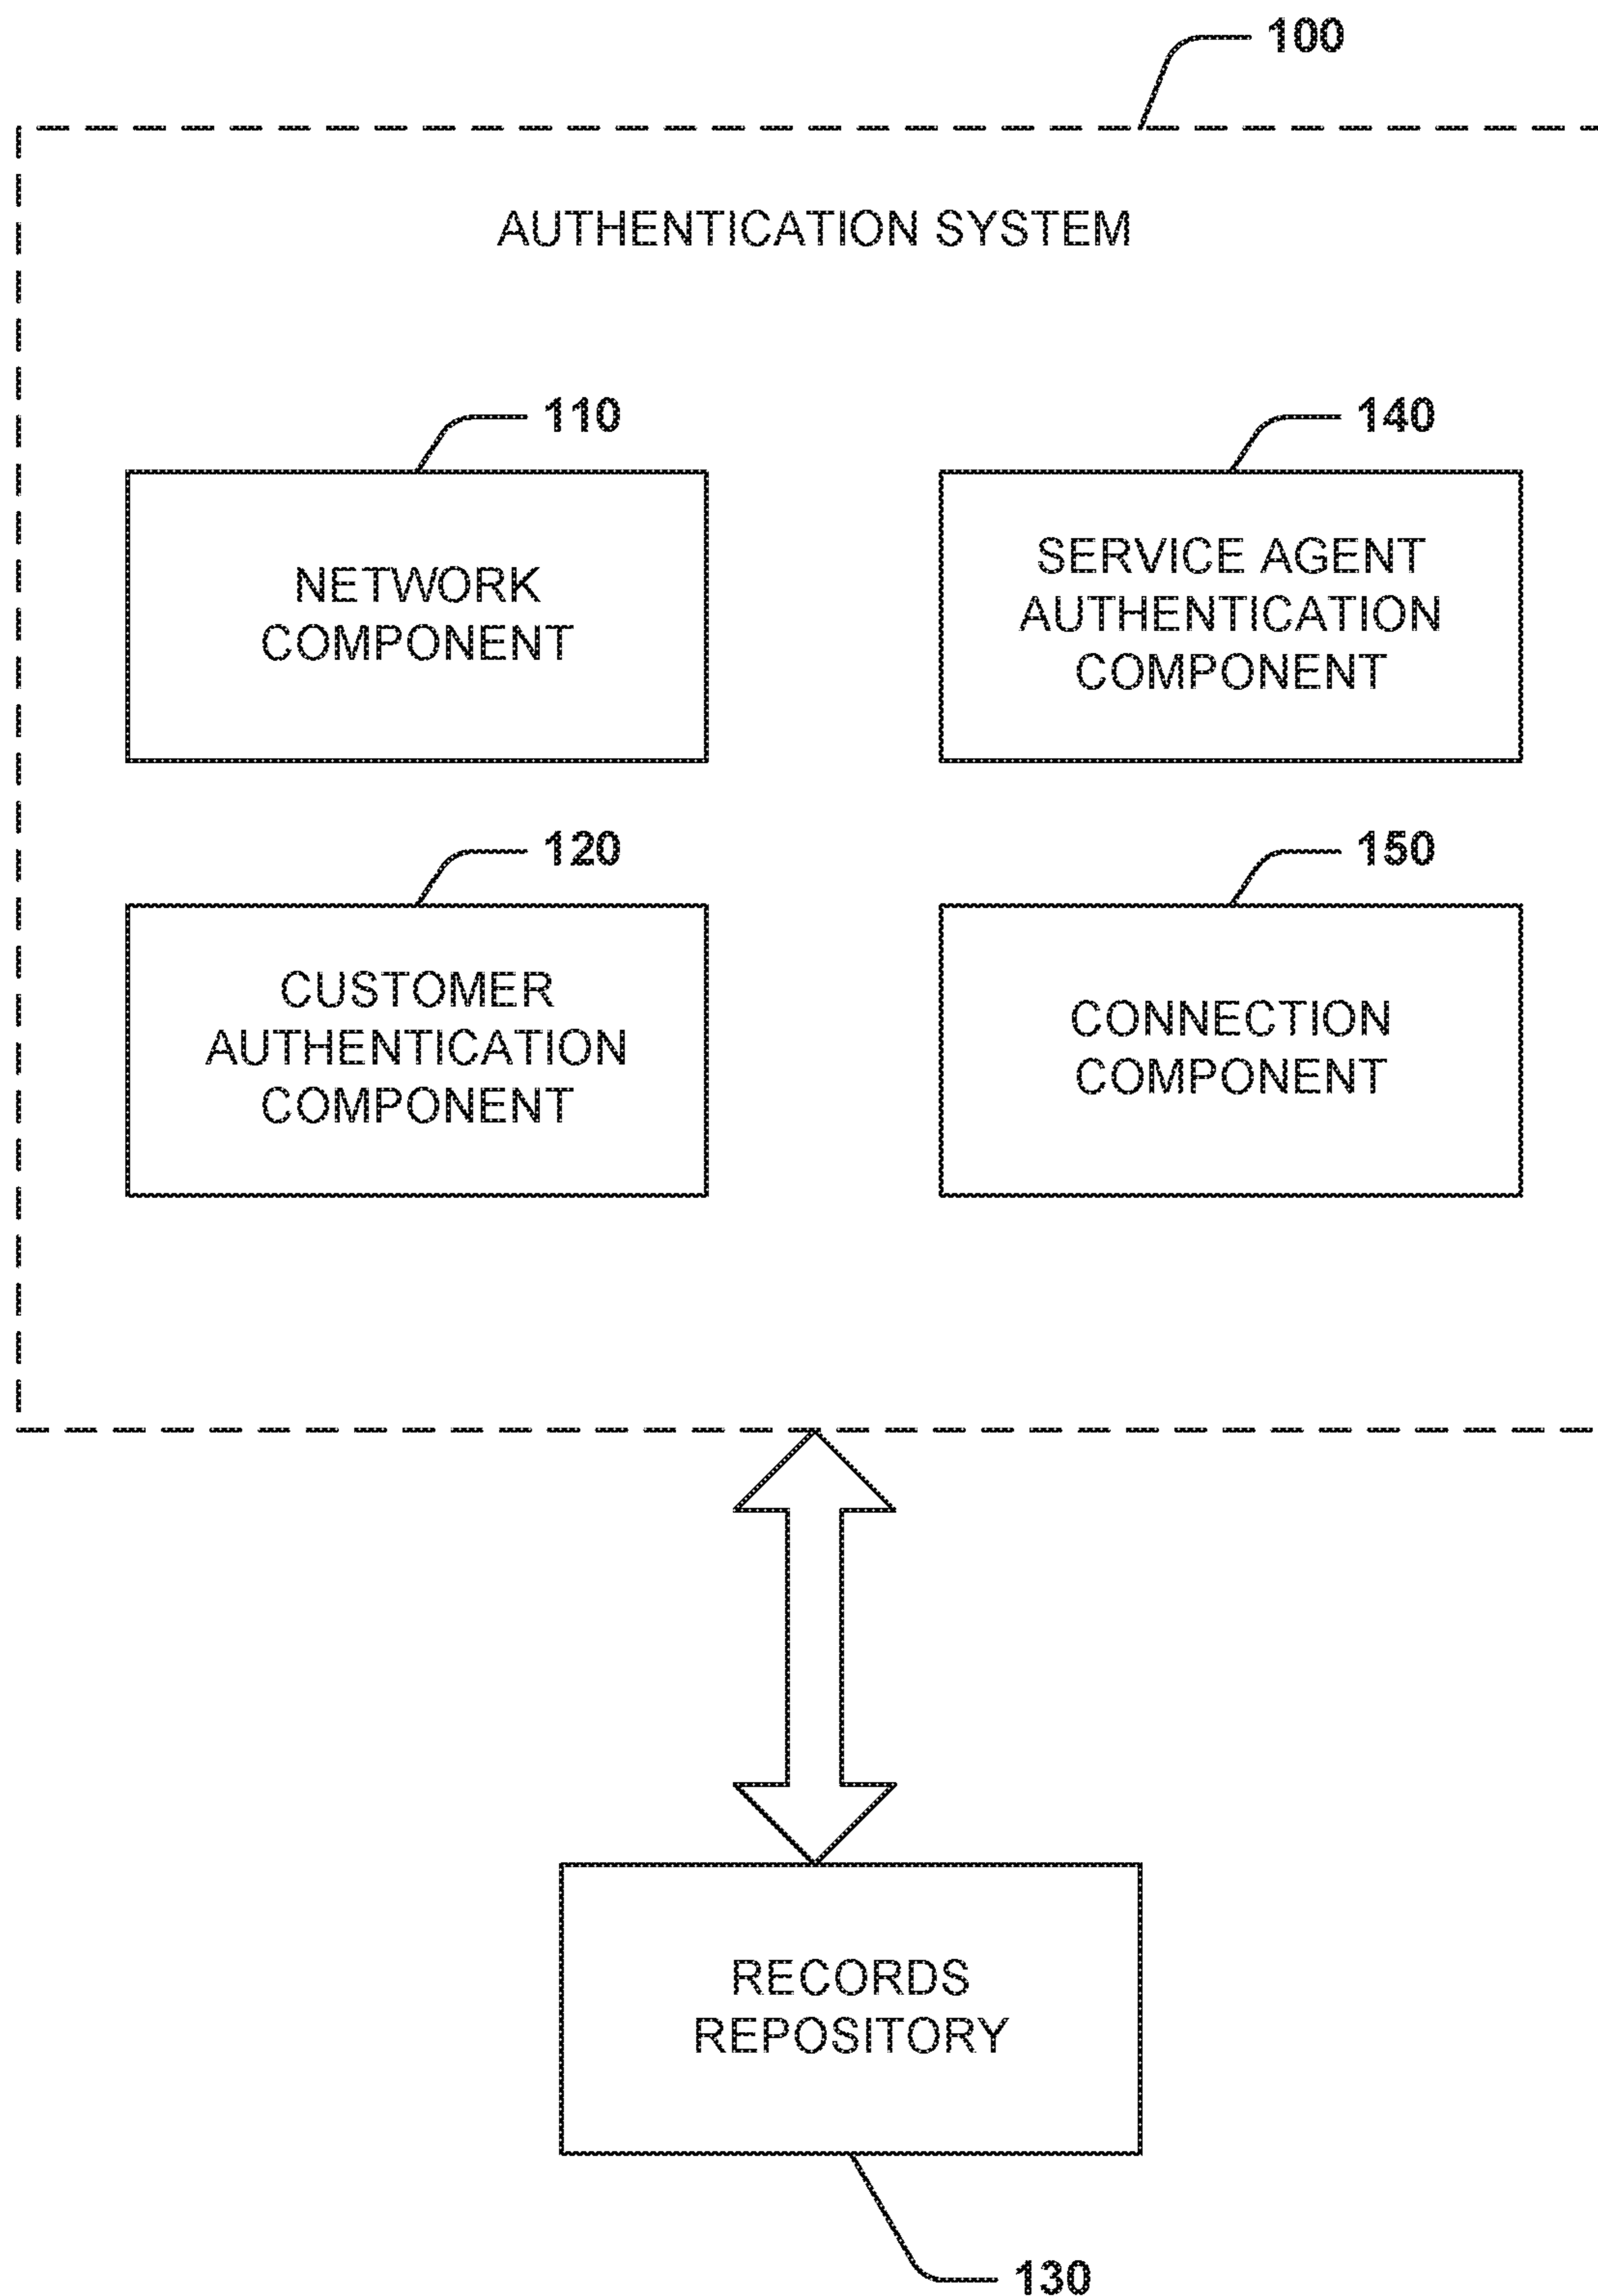 100
AUTHENTICATION SYSTEM
110
NETWORK
COMPONENT
140
SERVICE AGENT
AUTHENTICATION
COMPONENT
120
CUSTOMER
AUTHENTICATION
COMPONENT
150
CONNECTION
COMPONENT
RECORDS
REPOSITORY
130